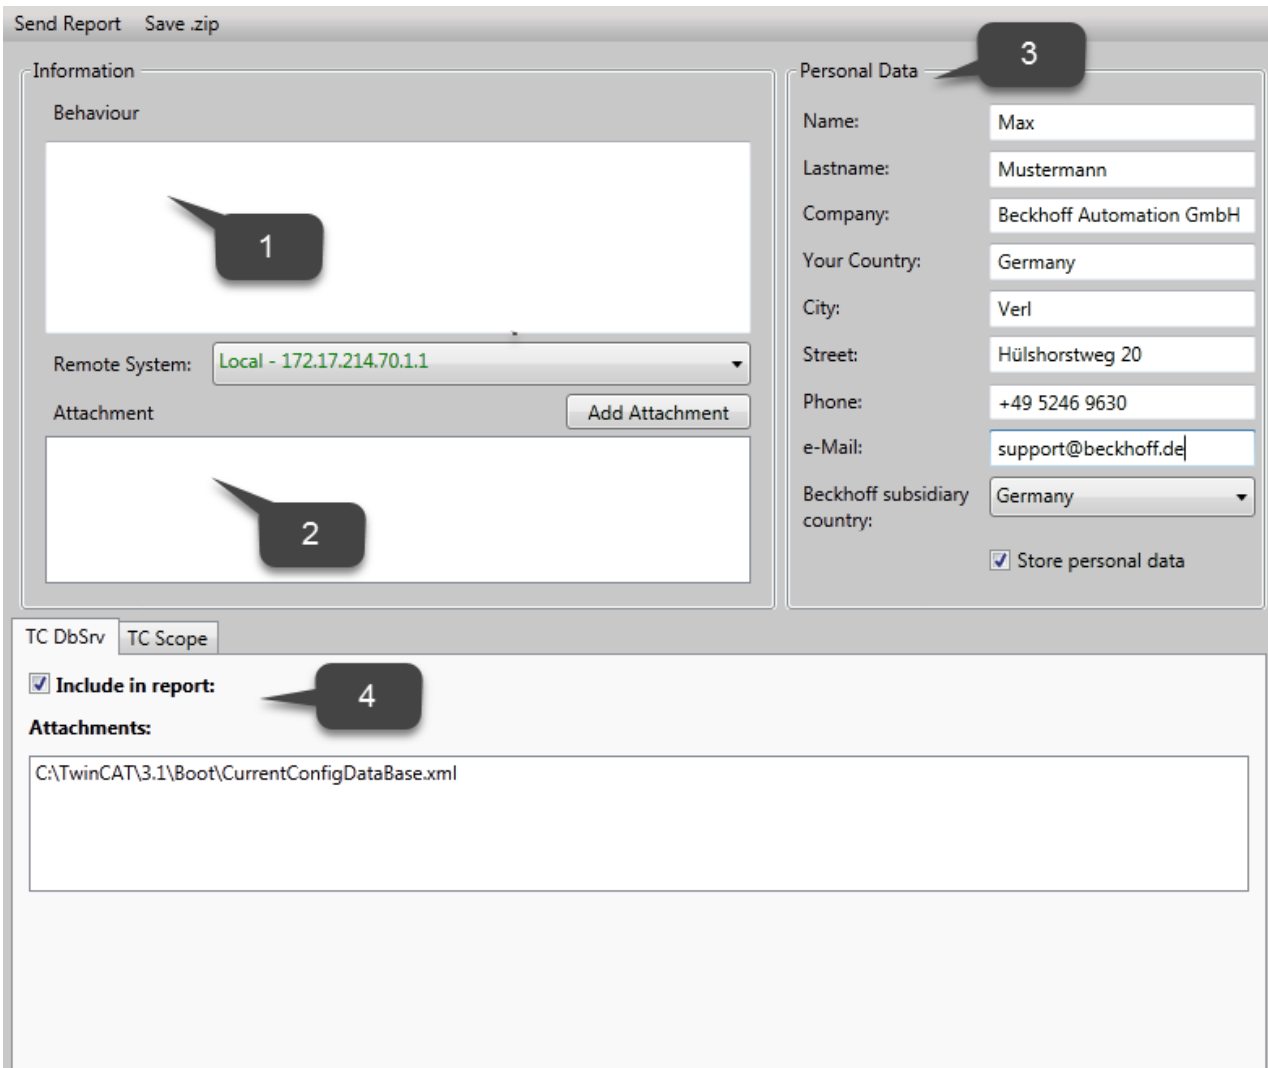 Send Report Save .zip
Information
Behaviour
1
Remote System: Local - 172.17.214.70.1.1
Attachment Add Attachment
2
Personal Data
3
Name: Max
Lastname: Mustermann
Company: Beckhoff Automation GmbH
Your Country: Germany
City: Verl
Street: Hülshorstweg 20
Phone: +49 5246 9630
e-Mail: support@beckhoff.de
Beckhoff subsidiary
country: Germany
Store personal data
TC DbSrv TC Scope
Include in report:
4
Attachments:
C:\TwinCAT\3.1\Boot\CurrentConfigDataBase.xml